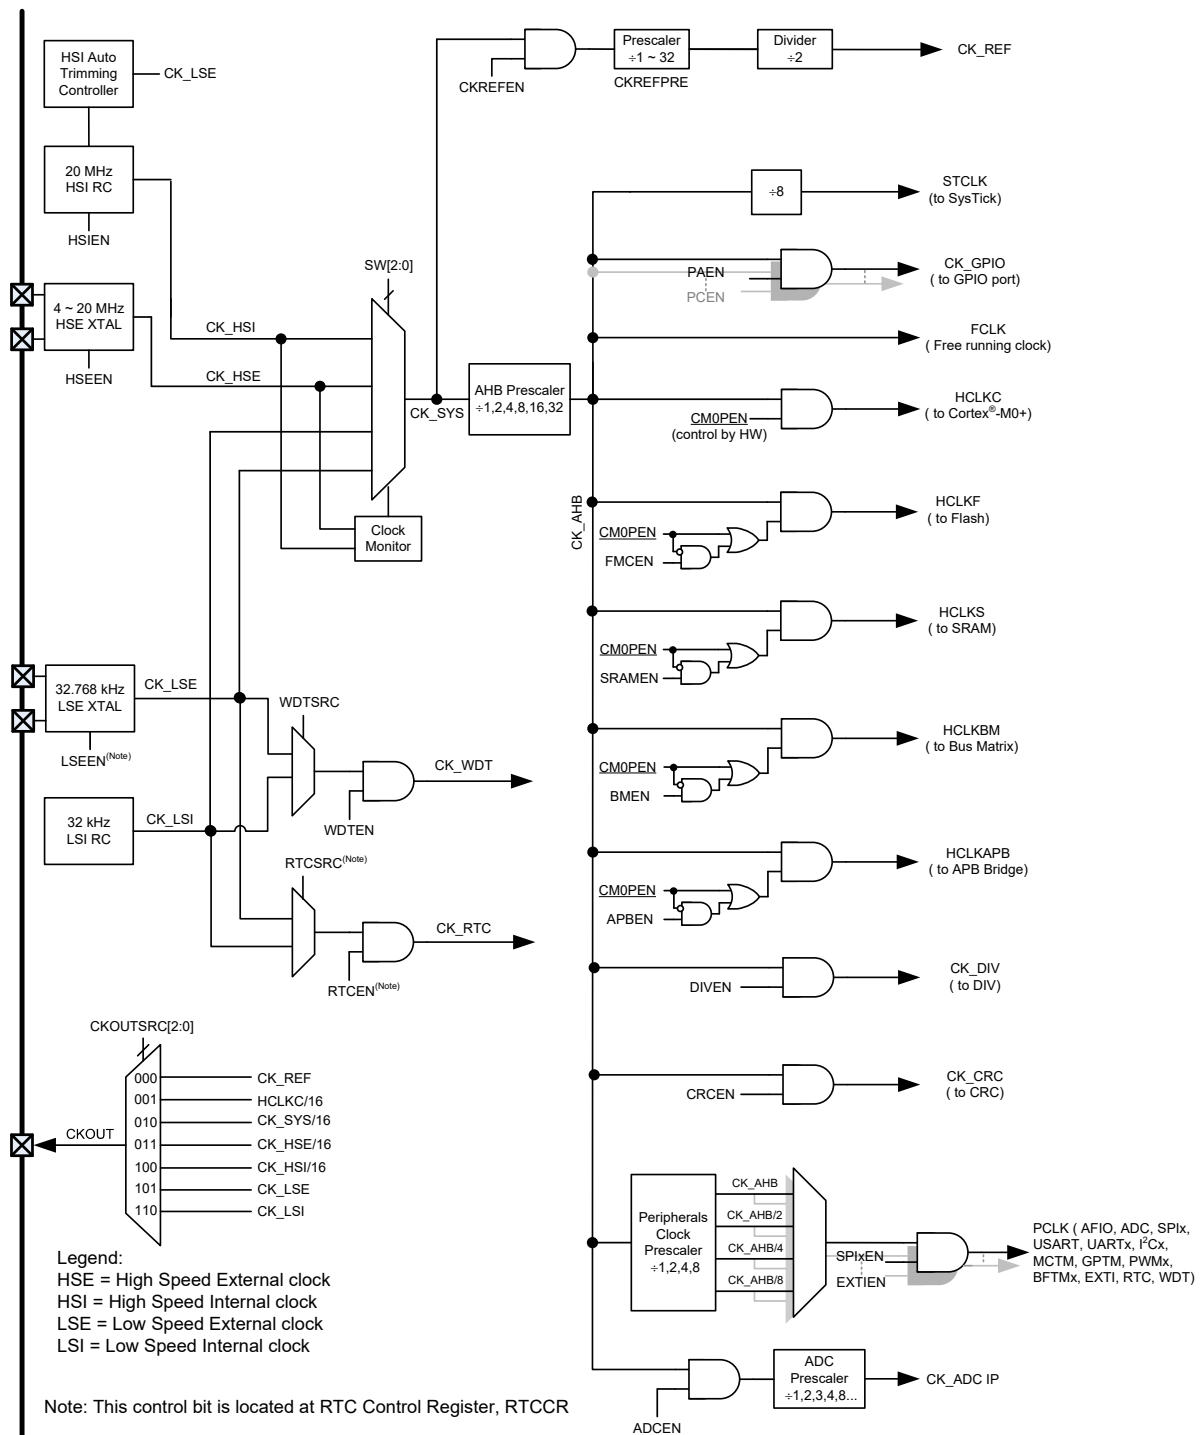 HSI Auto
Trimming
Controller
CK_LSE
20 MHz
HSI RC
HSIEN
4 ~ 20 MHz
HSE XTAL
HSEEN
CK_HSI
CK_HSE
SW[2:0]
Clock
Monitor
CK_SYS
AHB Prescaler
÷1,2,4,8,16,32
CKREFEN
Prescaler
÷1 ~ 32
CKREFPRE
Divider
÷2
CK_REF
÷8
STCLK
(to SysTick)
PAEN
PCEN
CK_GPIO
( to GPIO port)
FCLK
( Free running clock)
CM0PEN
(control by HW)
HCLKC
( to Cortex®-M0+)
CK_AHB
CM0PEN
FMCEN
HCLKF
( to Flash)
CM0PEN
SRAMEN
HCLKS
( to SRAM)
CM0PEN
BMEN
HCLKBM
( to Bus Matrix)
CM0PEN
APBEN
HCLKAPB
( to APB Bridge)
DIVEN
CK_DIV
( to DIV)
CRCEN
CK_CRC
( to CRC)
32.768 kHz
LSE XTAL
LSEEN(Note)
CK_LSE
32 kHz
LSI RC
CK_LSI
WDTSRC
WDTEN
CK_WDT
RTCSRC(Note)
RTCEN(Note)
CK_RTC
CKOUTSRC[2:0]
CKOUT
000 CK_REF
001 HCLKC/16
010 CK_SYS/16
011 CK_HSE/16
100 CK_HSI/16
101 CK_LSE
110 CK_LSI
Peripherals
Clock
Prescaler
÷1,2,4,8
CK_AHB
CK_AHB/2
CK_AHB/4
CK_AHB/8
SPIxEN
EXTIEN
PCLK ( AFIO, ADC, SPIx,
USART, UARTx, I2Cx,
MCTM, GPTM, PWMx,
BFTMx, EXTI, RTC, WDT)
ADCEN
ADC
Prescaler
÷1,2,3,4,8...
CK_ADC IP
Legend:
HSE = High Speed External clock
HSI = High Speed Internal clock
LSE = Low Speed External clock
LSI = Low Speed Internal clock
Note: This control bit is located at RTC Control Register, RTCCR